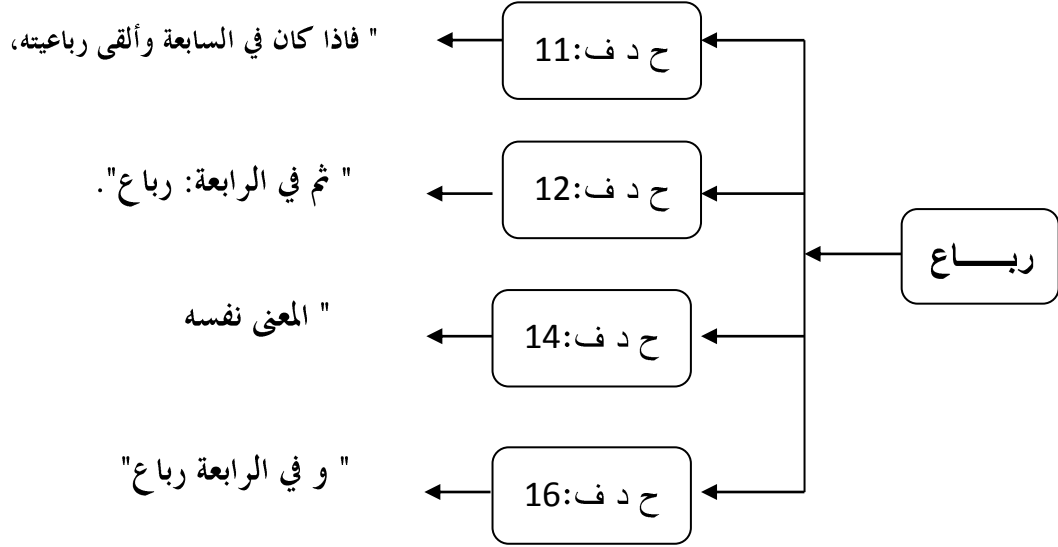 ربـــــاع
ح د ف:11
" فاذا كان في السابعة وألقى رباعيته،
ح د ف:12
" ثم في الرابعة: رباع".
ح د ف:14
" المعنى نفسه
ح د ف:16
" و في الرابعة رباع"